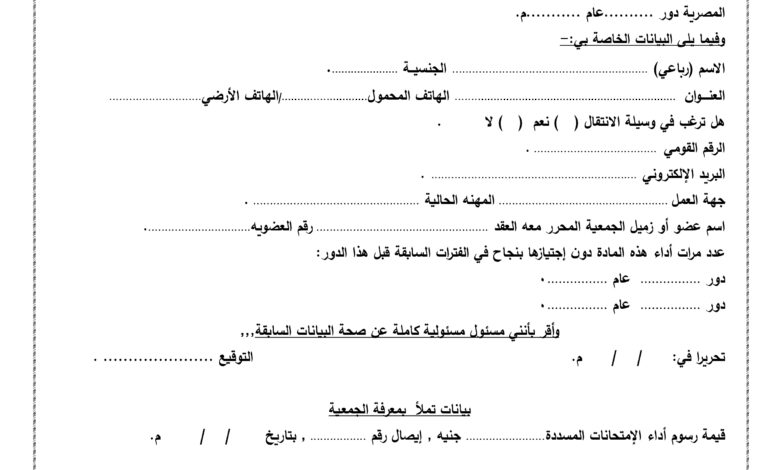 المصرية دور ..........عام ...........م.
وفيما يلى البيانات الخاصة بي:-
الاسم (رباعي) ........................................................ الجنسيـة ................... .
العنـوان ................................................................ الهاتف المحمول........................./الهاتف الأرضي............................
هل ترغب في وسيلة الانتقال (   ) نعم  (   ) لا        .
الرقم القومي ................................... .
البريد الإلكتروني ........................................................... .
جهة العمل ................................................ المهنه الحالية ................................................ .
اسم عضو أو زميل الجمعية المحرر معه العقد .................................................. رقم العضويه..............................
عدد مرات أداء هذه المادة دون إجتيازها بنجاح في الفترات السابقة قبل هذا الدور:
دور ................  عام ................
دور ................  عام ................
وأقر بأنني مسئول مسئولية كاملة عن صحة البيانات السابقة,,,
تحريرا في:      /    /      م.                    التوقيع ...................... .
بيانات تملأ  بمعرفة الجمعية
قيمة رسوم أداء الإمتحانات المسددة....................... جنيه , إيصال رقم ................ , بتاريخ      /    /      م.